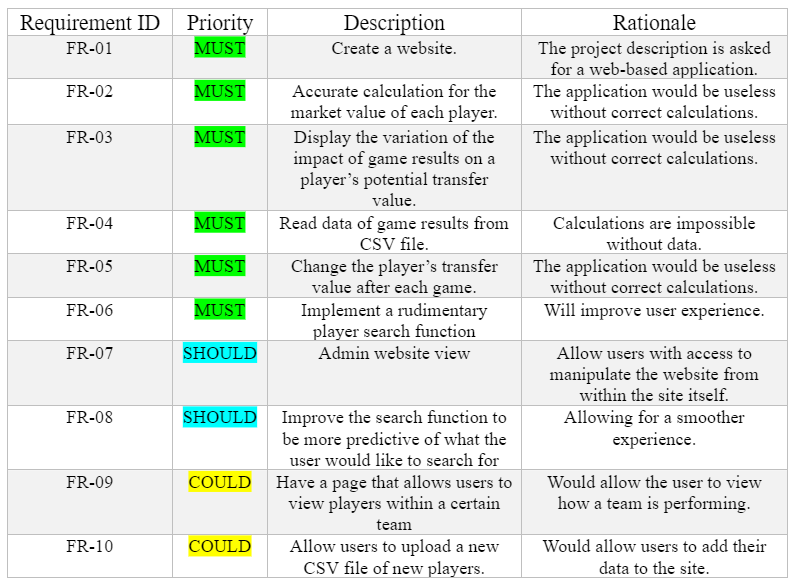 Requirement ID Priority Description Rationale
FR-01 MUST Create a website. The project description is asked
for a web-based application.
FR-02 MUST Accurate calculation for the The application would be useless
market value of each player. without correct calculations.
FR-03 MUST Display the variation of the The application would be useless
impact of game results on a without correct calculations.
player’s potential transfer
value.
FR-04 MUST Read data of game results from Calculations are impossible
CSV file. without data.
FR-05 MUST Change the player’s transfer The application would be useless
value after each game. without correct calculations.
FR-06 MUST Implement a rudimentary Will improve user experience.
player search function
FR-07 SHOULD Admin website view Allow users with access to
manipulate the website from
within the site itself.
FR-08 SHOULD Improve the search function to Allowing for a smoother
be more predictive of what the experience.
user would like to search for
FR-09 COULD Have a page that allows users to Would allow the user to view
view players within a certain how a team is performing.
team
FR-10 COULD Allow users to upload a new Would allow users to add their
CSV file of new players. data to the site.